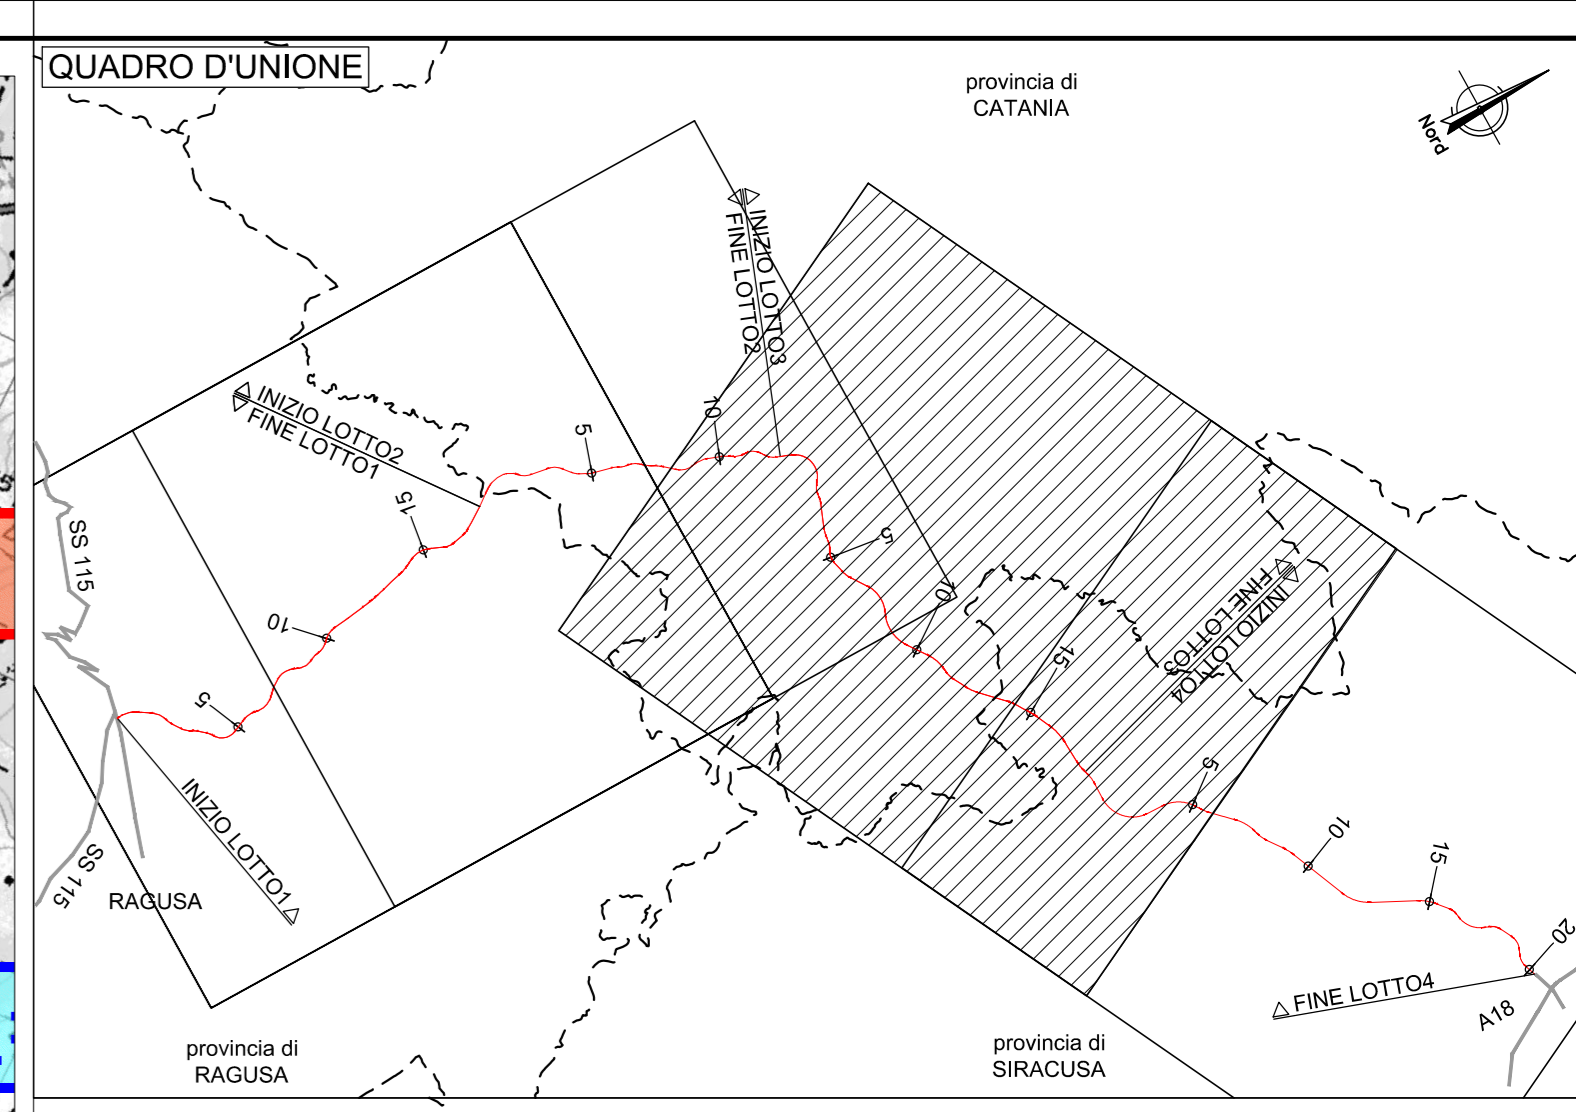 QUADRO D'UNIONE
provincia di
CATANIA
Nord
INIZIO LOTTO3
FINE LOTTO2
INIZIO LOTTO2
FINE LOTTO1
5
10
15
SS 115
10
5
5
10
15
FINE LOTTO3
INIZIO LOTTO4
5
10
15
20
INIZIO LOTTO1
SS 115
RAGUSA
FINE LOTTO4
A18
provincia di
RAGUSA
provincia di
SIRACUSA